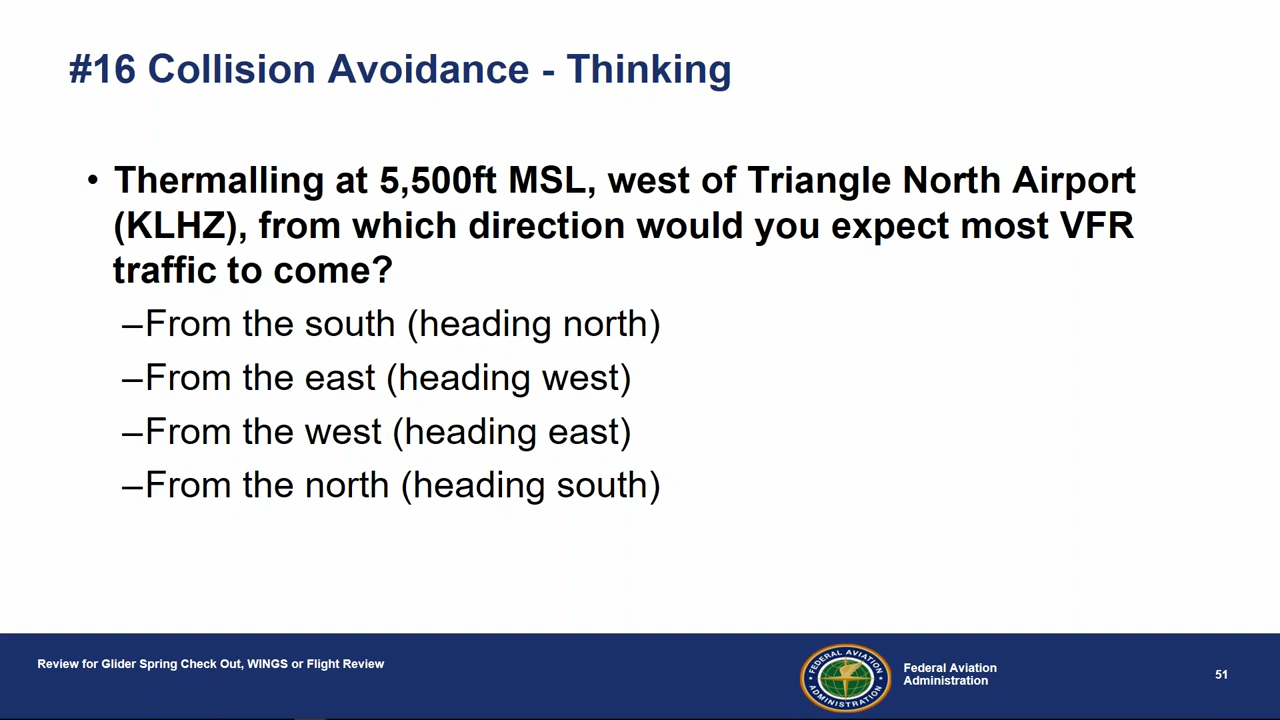 #16 Collision Avoidance - Thinking
• Thermalling at 5,500ft MSL, west of Triangle North Airport
(KLHZ), from which direction would you expect most VFR
traffic to come?
–From the south (heading north)
–From the east (heading west)
–From the west (heading east)
–From the north (heading south)
Review for Glider Spring Check Out, WINGS or Flight Review
FEDERAL AVIATION
ADMINISTRATION
Federal Aviation
Administration
51